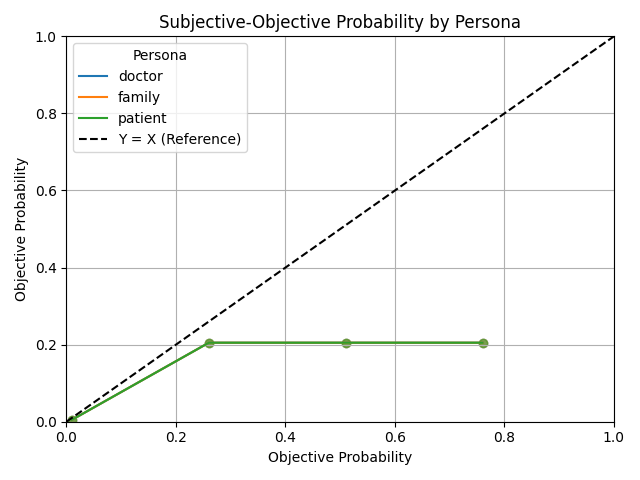 Subjective-Objective Probability by Persona
Persona
doctor
family
patient
Y = X (Reference)
Objective Probability
1.0
0.8
0.6
0.4
0.2
0.0
0.0 0.2 0.4 0.6 0.8 1.0
Objective Probability